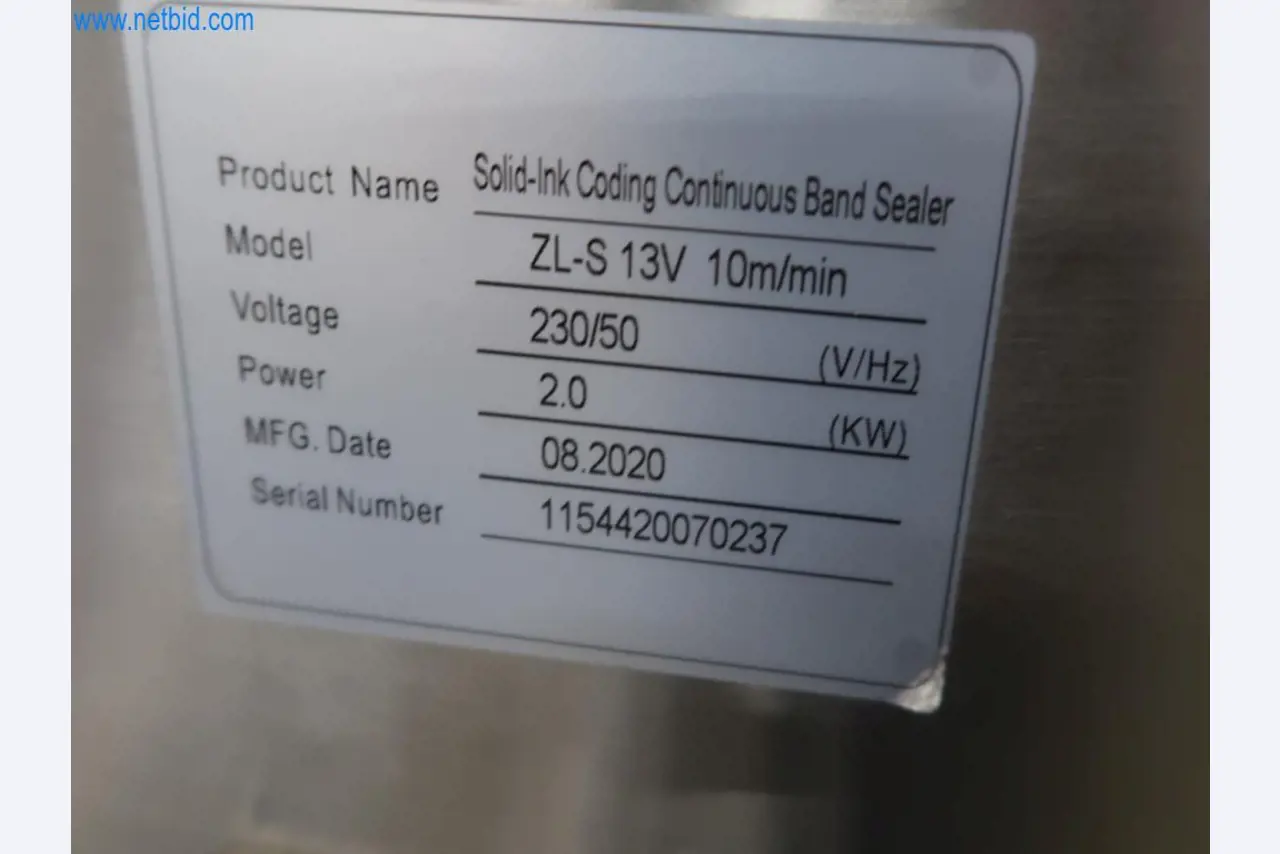 www.netbid.com
Product Name Solid-Ink Coding Continuous Band Sealer
Model ZL-S 13V 10m/min
Voltage 230/50 (V/Hz)
Power 2.0 (KW)
MFG. Date 08.2020
Serial Number 1154420070237